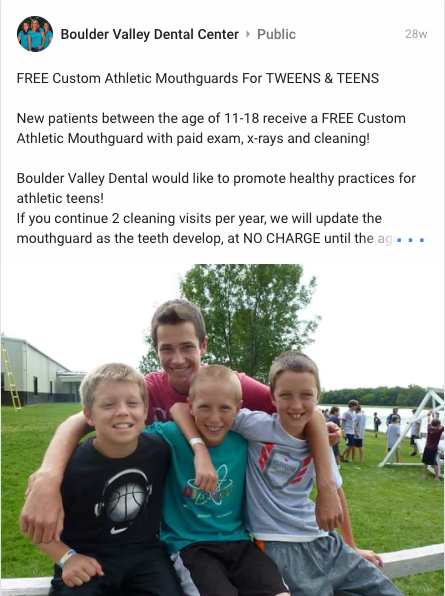 Boulder Valley Dental Center ▸ Public
28w
FREE Custom Athletic Mouthguards For TWEENS & TEENS
New patients between the age of 11-18 receive a FREE Custom
Athletic Mouthguard with paid exam, x-rays and cleaning!
Boulder Valley Dental would like to promote healthy practices for
athletic teens!
If you continue 2 cleaning visits per year, we will update the
mouthguard as the teeth develop, at NO CHARGE until the ag...